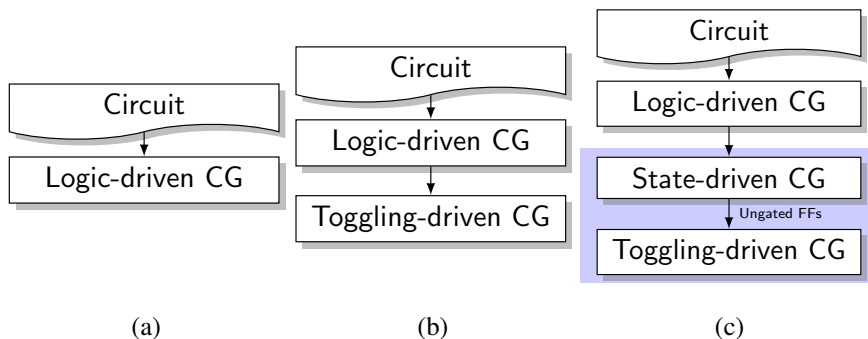 Circuit
Logic-driven CG
(a)
Circuit
Logic-driven CG
Toggling-driven CG
(b)
Circuit
Logic-driven CG
State-driven CG
Ungated FFs
Toggling-driven CG
(c)